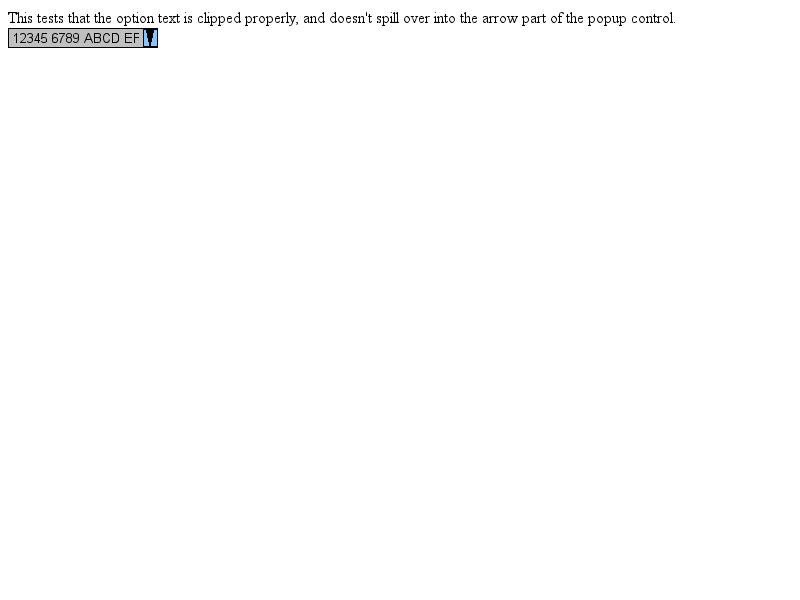 This tests that the option text is clipped properly, and doesn't spill over into the arrow part of the popup control.
12345 6789 ABCD EF